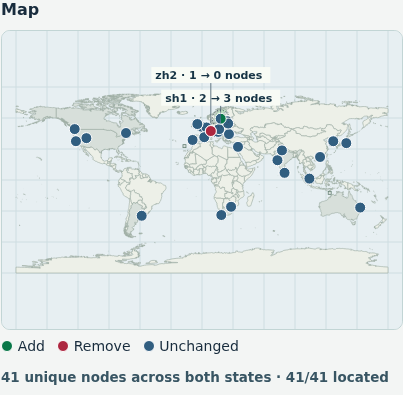 Map
zh2 · 1 → 0 nodes
sh1 · 2 → 3 nodes
Add Remove Unchanged
41 unique nodes across both states · 41/41 located